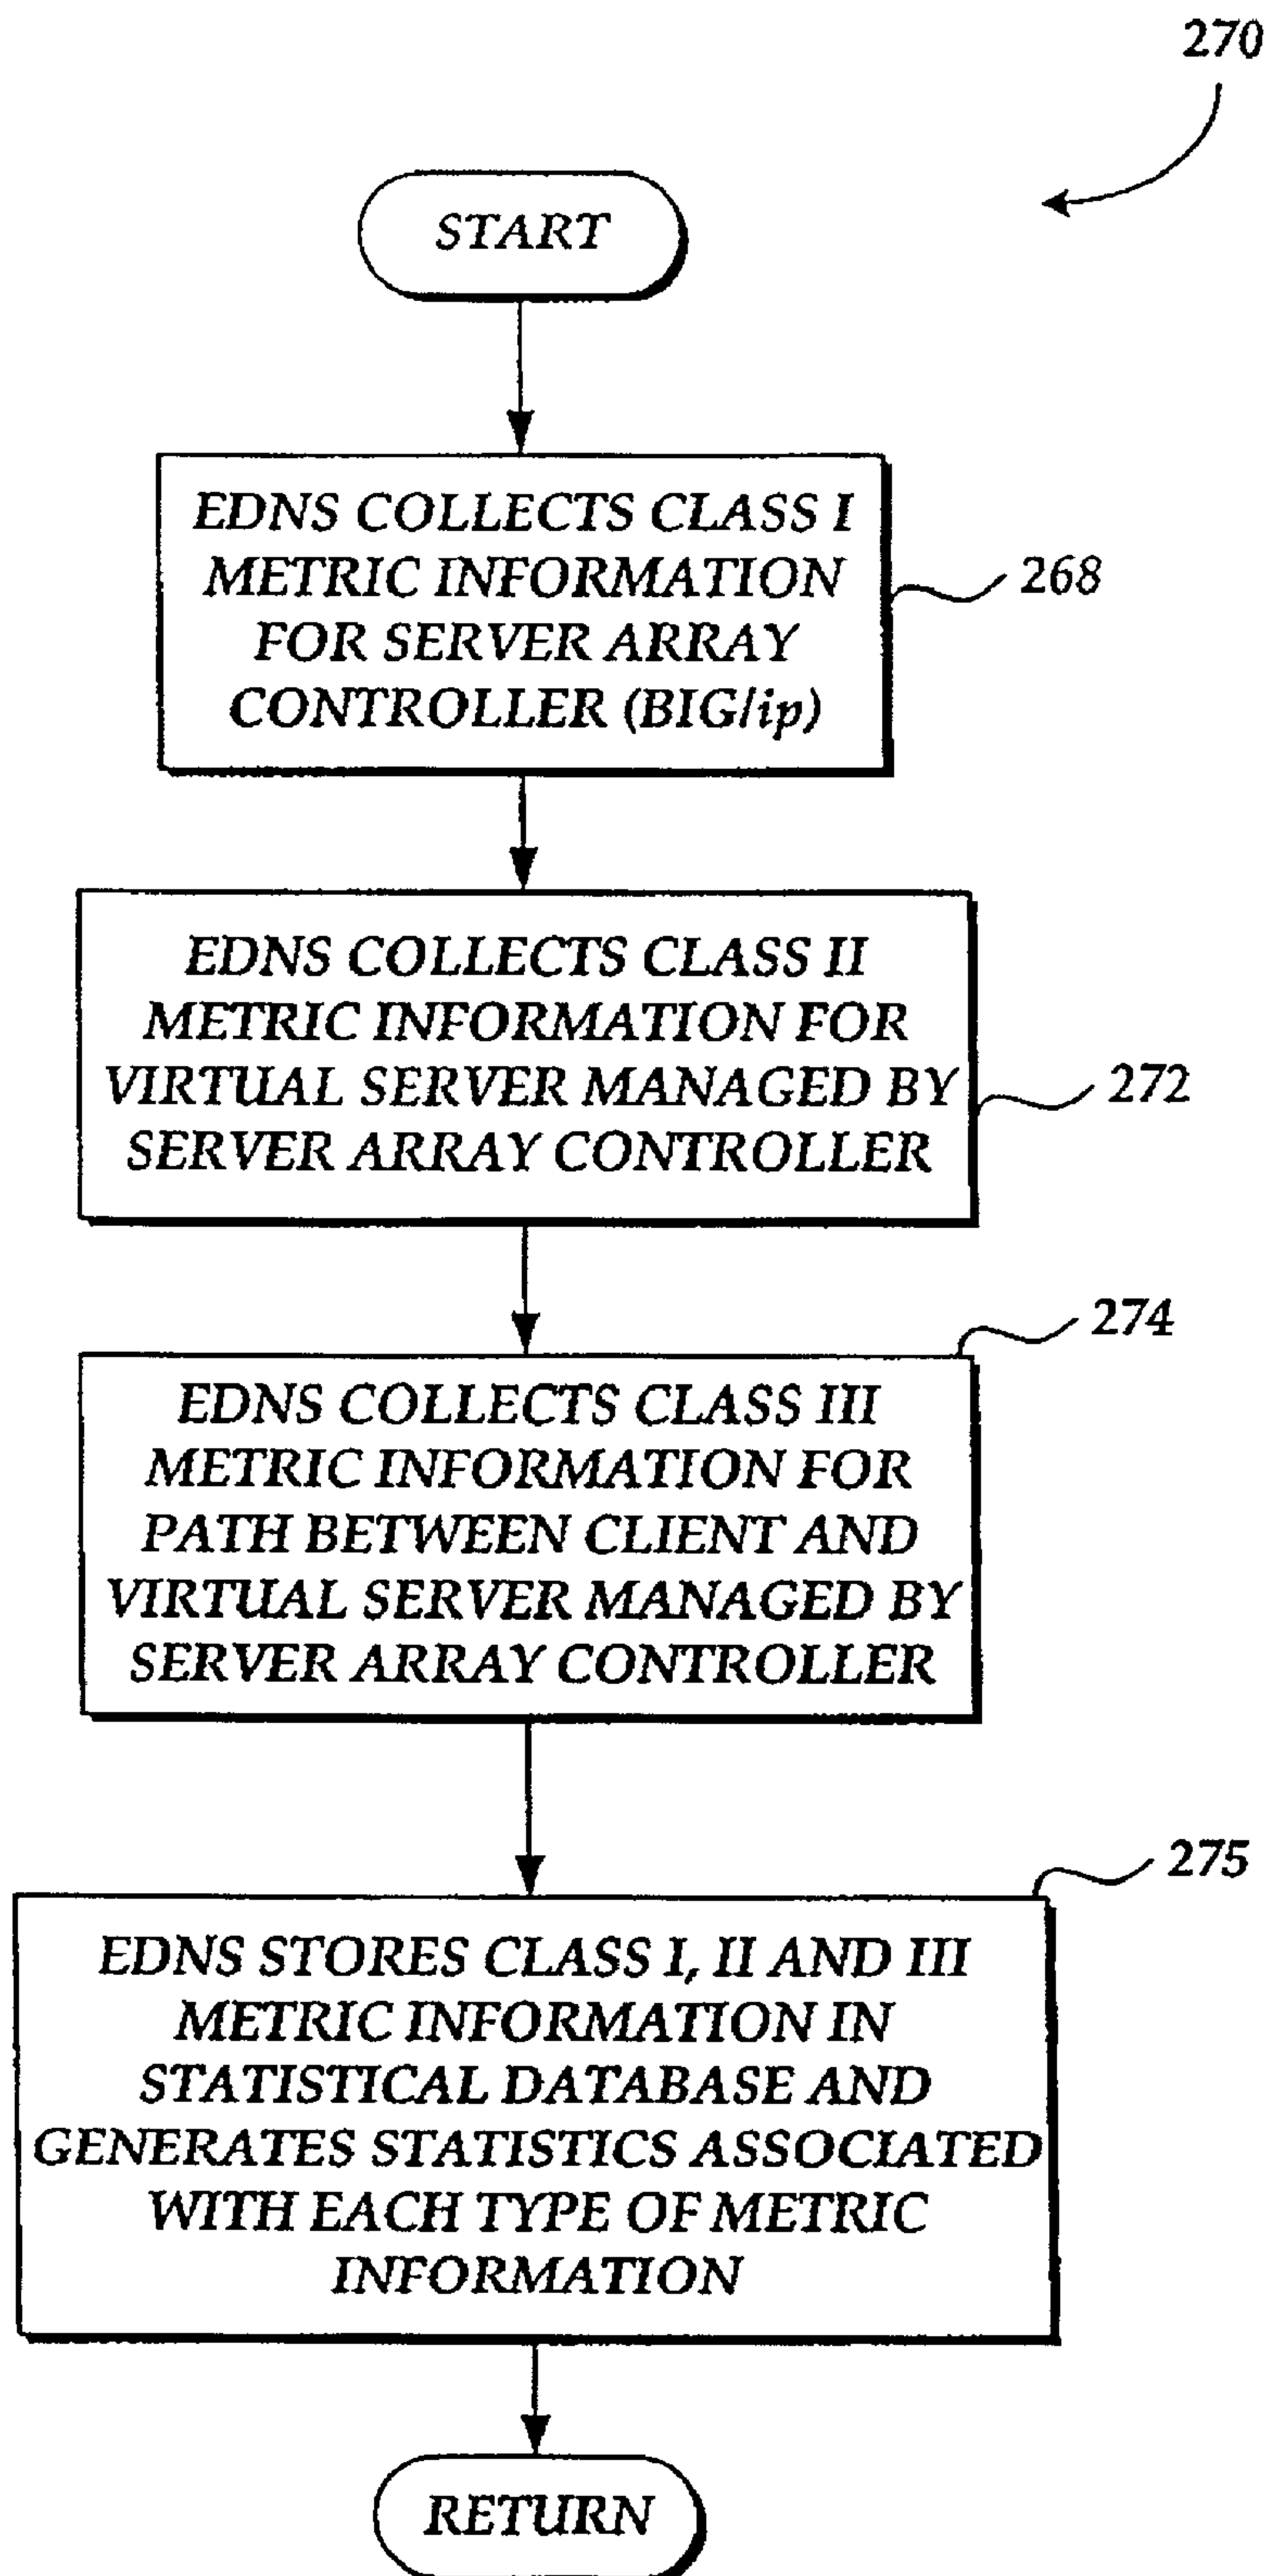 270
START
EDNS COLLECTS CLASS I
METRIC INFORMATION
FOR SERVER ARRAY
CONTROLLER (BIG/ip)
268
EDNS COLLECTS CLASS II
METRIC INFORMATION FOR
VIRTUAL SERVER MANAGED BY
SERVER ARRAY CONTROLLER
272
274
EDNS COLLECTS CLASS III
METRIC INFORMATION FOR
PATH BETWEEN CLIENT AND
VIRTUAL SERVER MANAGED BY
SERVER ARRAY CONTROLLER
275
EDNS STORES CLASS I, II AND III
METRIC INFORMATION IN
STATISTICAL DATABASE AND
GENERATES STATISTICS ASSOCIATED
WITH EACH TYPE OF METRIC
INFORMATION
RETURN